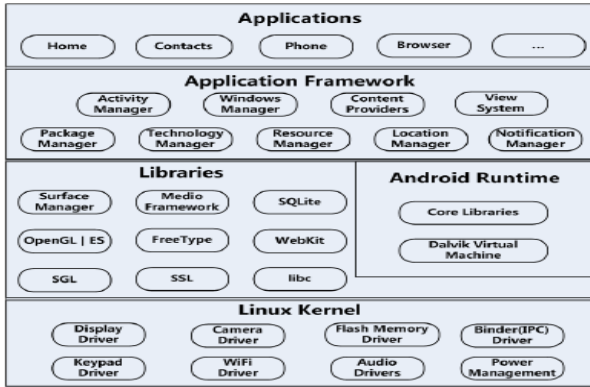 Applications
Home Contacts Phone Browser ...
Application Framework
Activity Manager
Windows Manager
Content Providers
View System
Package Manager
Technology Manager
Resource Manager
Location Manager
Notification Manager
Libraries
Surface Manager
Medio Framework
SQLite
OpenGL | ES
FreeType
WebKit
SGL
SSL
libc
Android Runtime
Core Libraries
Dalvik Virtual Machine
Linux Kernel
Display Driver
Camera Driver
Flash Memory Driver
Binder(IPC) Driver
Keypad Driver
WiFi Driver
Audio Drivers
Power Management